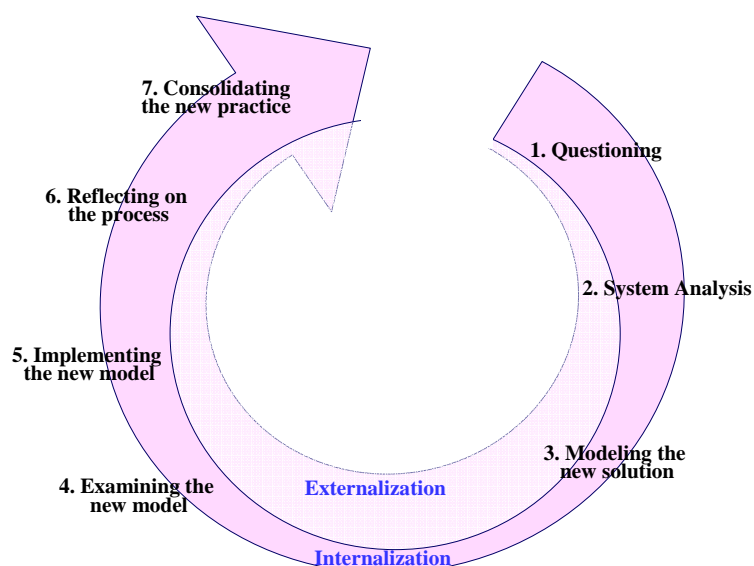 1. Questioning
2. System Analysis
3. Modeling the
new solution
4. Examining the
new model
5. Implementing
the new model
6. Reflecting on
the process
7. Consolidating
the new practice
Externalization
Internalization